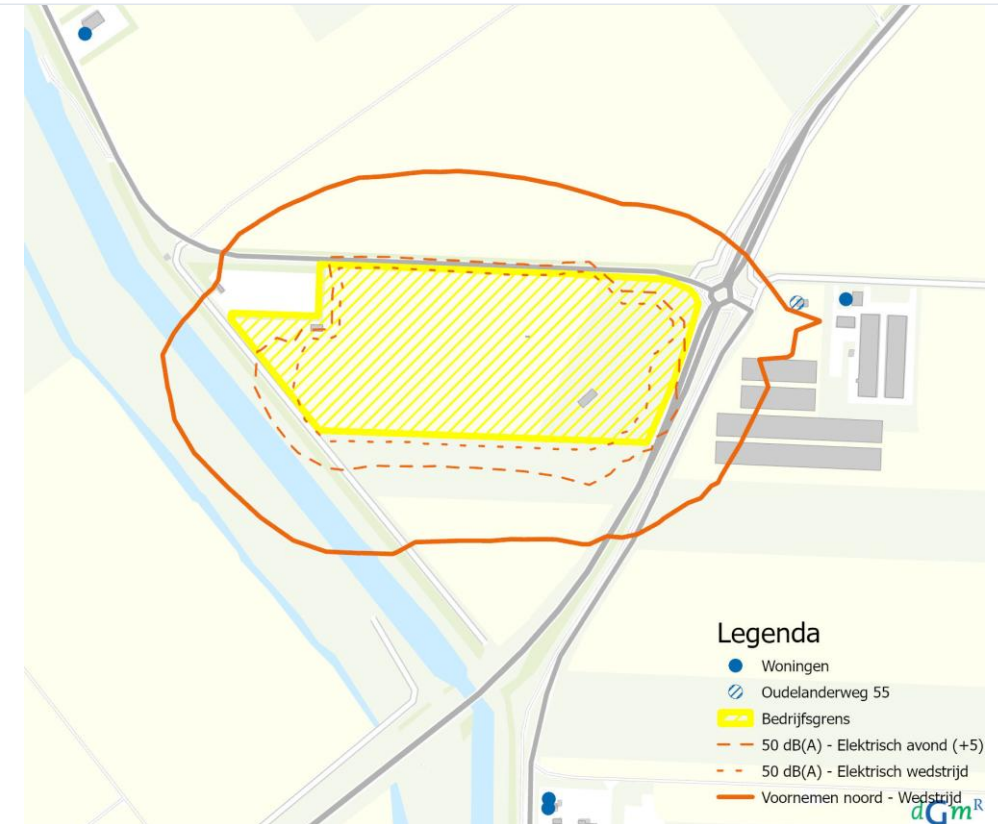 Legenda
Woningen
Oudelanderweg 55
Bedrijfsgrens
50 dB(A) - Elektrisch avond (+5)
50 dB(A) - Elektrisch wedstrijd
Voornemen noord - Wedstrijd
dGmR